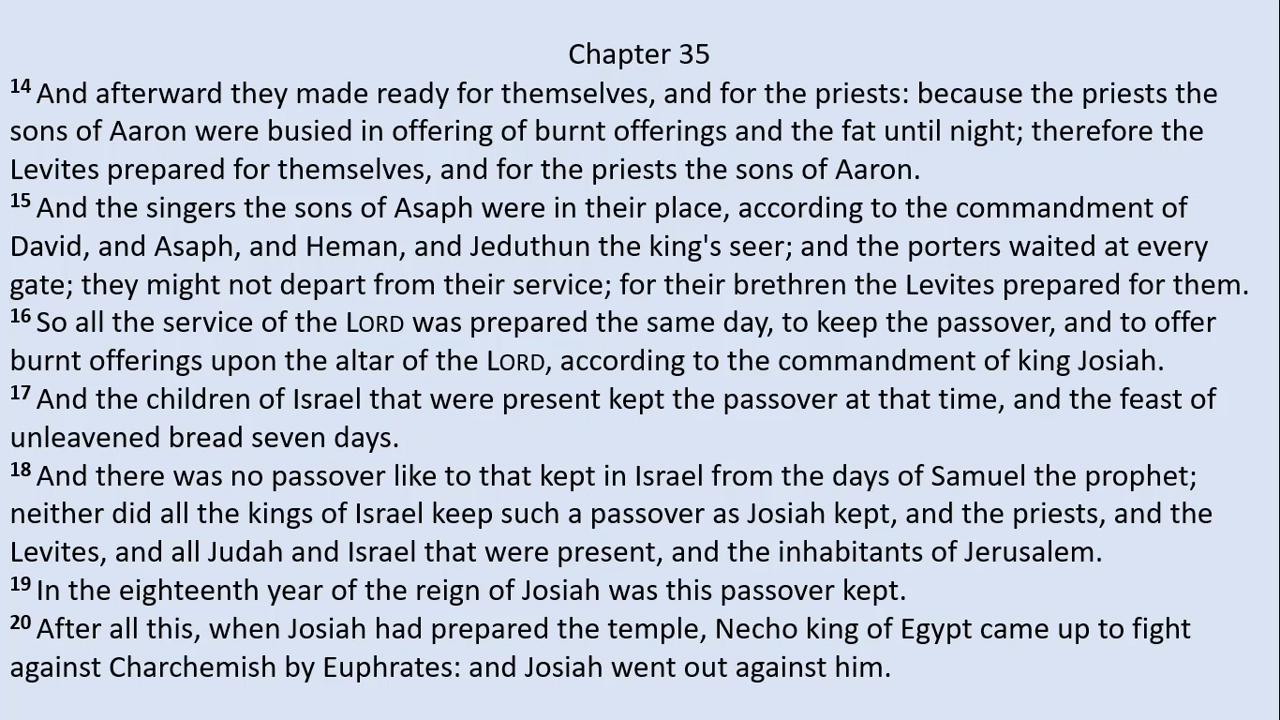 Chapter 35
14 And afterward they made ready for themselves, and for the priests: because the priests the
sons of Aaron were busied in offering of burnt offerings and the fat until night; therefore the
Levites prepared for themselves, and for the priests the sons of Aaron.
15 And the singers the sons of Asaph were in their place, according to the commandment of
David, and Asaph, and Heman, and Jeduthun the king's seer; and the porters waited at every
gate; they might not depart from their service; for their brethren the Levites prepared for them.
16 So all the service of the LORD was prepared the same day, to keep the passover, and to offer
burnt offerings upon the altar of the LORD, according to the commandment of king Josiah.
17 And the children of Israel that were present kept the passover at that time, and the feast of
unleavened bread seven days.
18 And there was no passover like to that kept in Israel from the days of Samuel the prophet;
neither did all the kings of Israel keep such a passover as Josiah kept, and the priests, and the
Levites, and all Judah and Israel that were present, and the inhabitants of Jerusalem.
19 In the eighteenth year of the reign of Josiah was this passover kept.
20 After all this, when Josiah had prepared the temple, Necho king of Egypt came up to fight
against Charchemish by Euphrates: and Josiah went out against him.